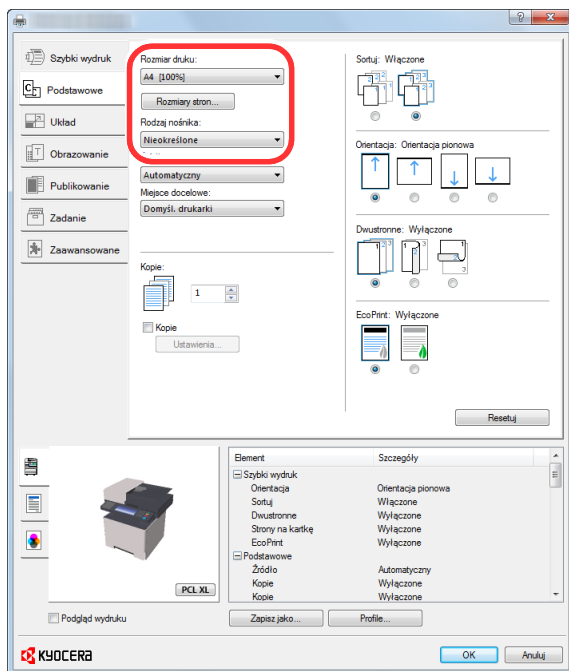 Szybki wydruk
Podstawowe
Układ
Obrazowanie
Publikowanie
Zadanie
Zaawansowane
Rozmiar druku:
A4 [100%]
Rozmiary stron...
Rodzaj nośnika:
Nieokreślone
Automatyczny
Miejsce docelowe:
Domyśl. drukarki
Kopie:
1
Kopie
Ustawienia...
Sortuj: Włączone
Orientacja: Orientacja pionowa
Dwustronne: Wyłączone
EcoPrint: Wyłączone
Resetuj
PCL XL
Podgląd wydruku
Element Szczegóły
Szybki wydruk
Orientacja Orientacja pionowa
Sortuj Włączone
Dwustronne Wyłączone
Strony na kartkę Wyłączone
EcoPrint Wyłączone
Podstawowe
Źródło Automatyczny
Kopie Wyłączone
Kopie Wyłączone
Zapisz jako... Profile...
KYOCERA
OK Anuluj